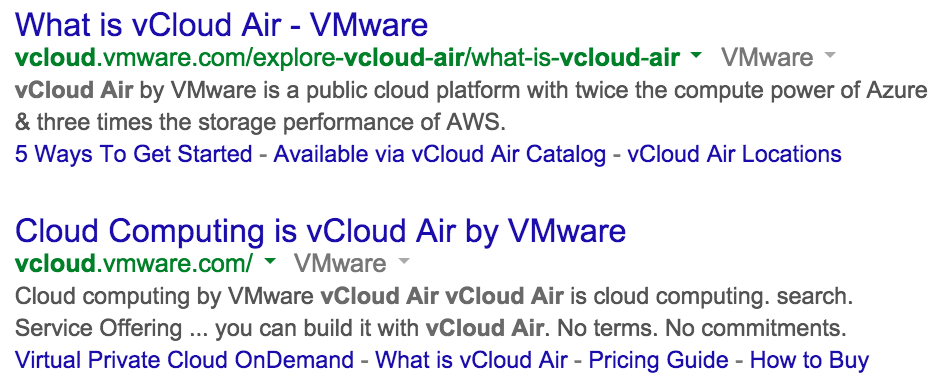 What is vCloud Air - VMware
vcloud.vmware.com/explore-vcloud-air/what-is-vcloud-air VMware
vCloud Air by VMware is a public cloud platform with twice the compute power of Azure
& three times the storage performance of AWS.
5 Ways To Get Started - Available via vCloud Air Catalog - vCloud Air Locations
Cloud Computing is vCloud Air by VMware
vcloud.vmware.com/ VMware
Cloud computing by VMware vCloud Air vCloud Air is cloud computing. search.
Service Offering ... you can build it with vCloud Air. No terms. No commitments.
Virtual Private Cloud OnDemand - What is vCloud Air - Pricing Guide - How to Buy